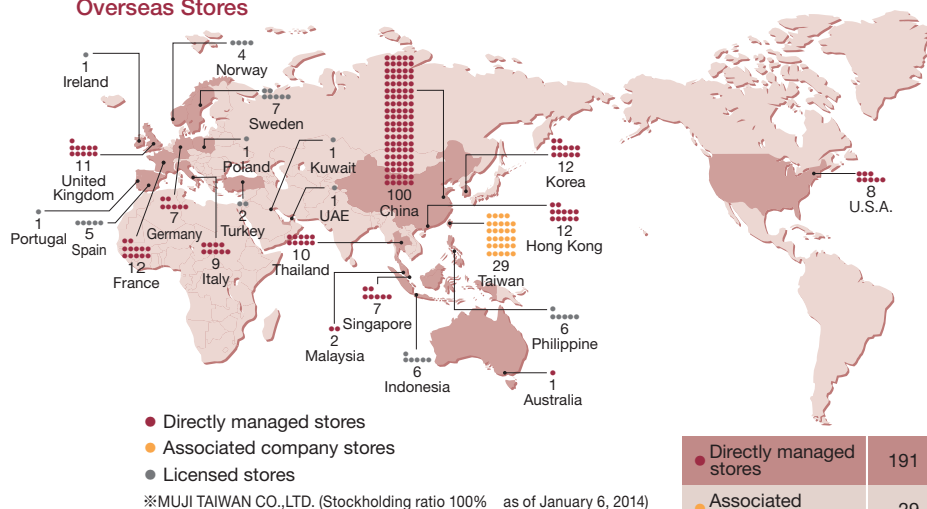 Overseas Stores
1
Ireland
4
Norway
7
Sweden
11
United
Kingdom
1
Poland
1
Kuwait
1
UAE
100
China
12
Korea
8
U.S.A.
12
Hong Kong
29
Taiwan
1
Portugal
5
Spain
7
Germany
2
Turkey
12
France
9
Italy
10
Thailand
7
Singapore
2
Malaysia
6
Indonesia
6
Philippine
1
Australia
Directly managed stores
Associated company stores
Licensed stores
※MUJI TAIWAN CO.,LTD. (Stockholding ratio 100% as of January 6, 2014)
Directly managed
stores
191
Associated
29